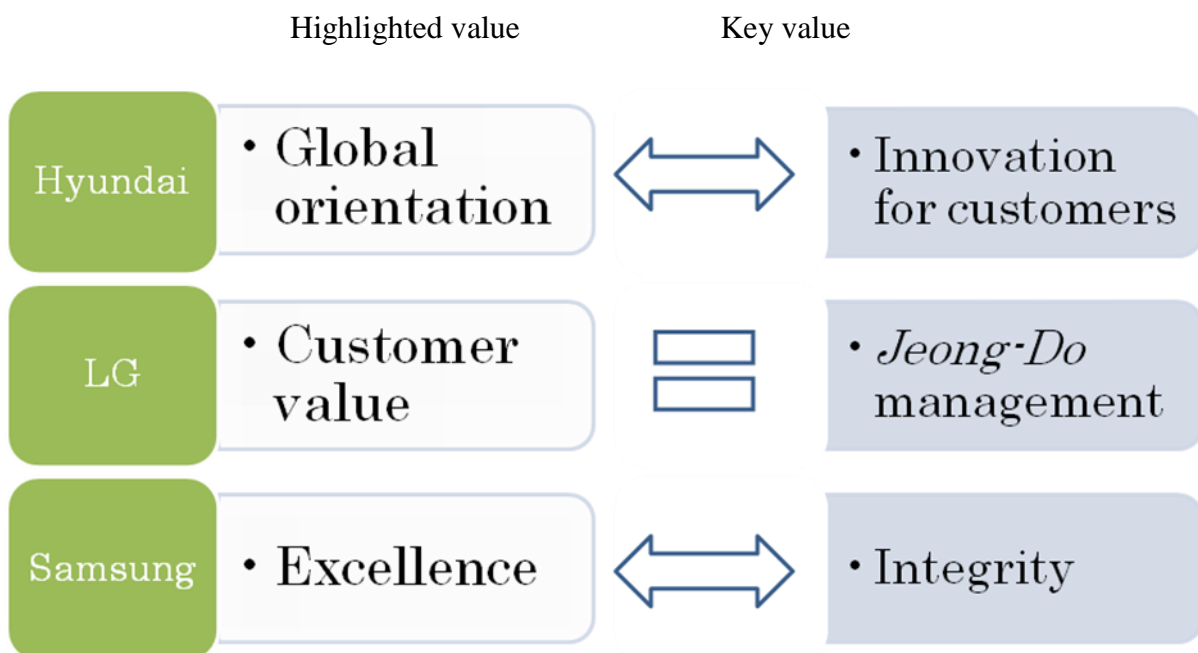 Highlighted value Key value
Hyundai
• Global
orientation
• Innovation
for customers
LG
• Customer
value
• Jeong-Do
management
Samsung
• Excellence
• Integrity